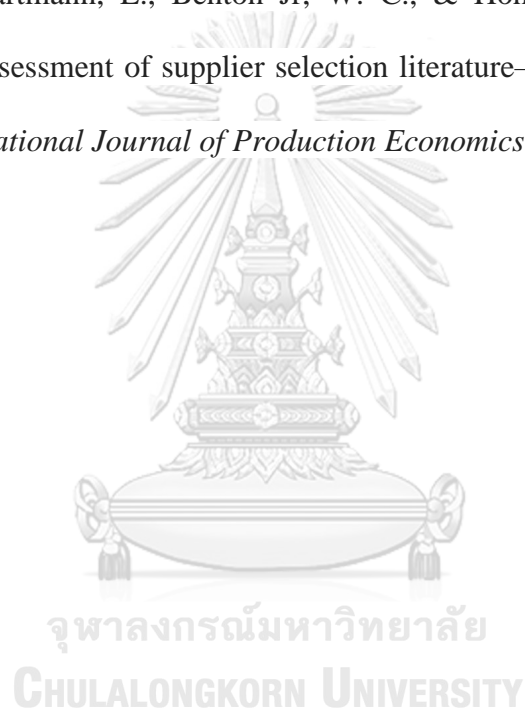 Benton Jr, W. C., & Hon
sessment of supplier selection literature–
ational Journal of Production Economics
จุฬาลงกรณ์มหาวิทยาลัย
CHULALONGKORN UNIVERSITY